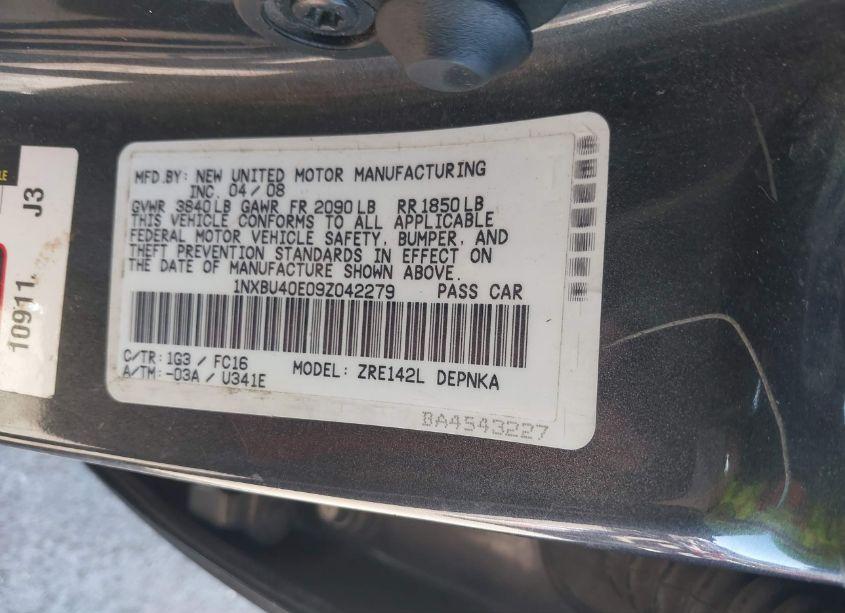 MFD.BY: NEW UNITED MOTOR MANUFACTURING
INC. 04/08
GVWR 3840LB GAWR FR 2090LB RR1850LB
THIS VEHICLE CONFORMS TO ALL APPLICABLE
FEDERAL MOTOR VEHICLE SAFETY, BUMPER, AND
THEFT PREVENTION STANDARDS IN EFFECT ON
THE DATE OF MANUFACTURE SHOWN ABOVE.
1NXBU40E09Z042279 PASS CAR
C/TR: 1G3 / FC16
A/TM: -03A / U341E
MODEL: ZRE142L DEPNKA
BA4543227
10911 J3